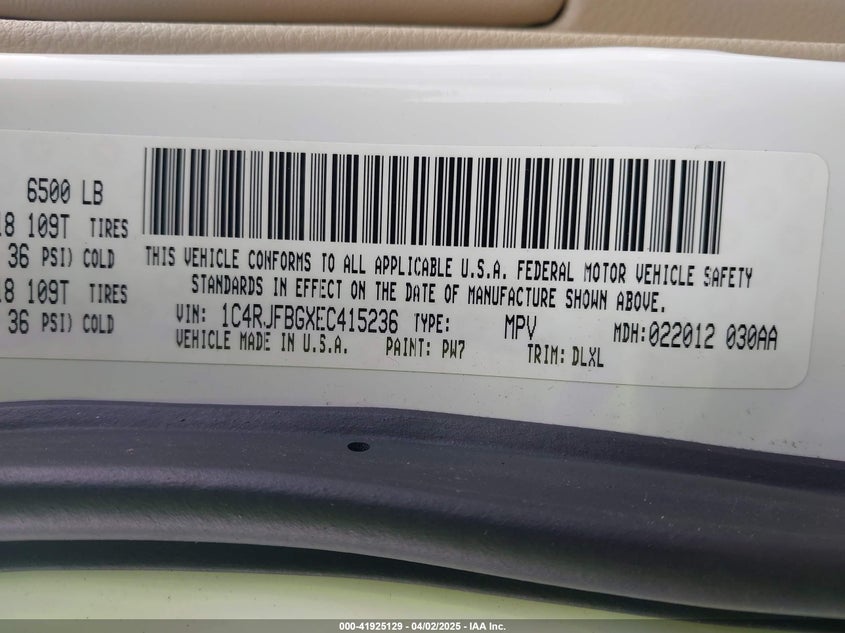 6500 LB
18 109T TIRES
36 PSI) COLD
18 109T TIRES
36 PSI) COLD
THIS VEHICLE CONFORMS TO ALL APPLICABLE U.S.A. FEDERAL MOTOR VEHICLE SAFETY
STANDARDS IN EFFECT ON THE DATE OF MANUFACTURE SHOWN ABOVE.
VIN: 1C4RJFBGXEC415236 TYPE: MPV MDH:022012 030AA
VEHICLE MADE IN U.S.A. PAINT: PW7 TRIM: DLXL
000-41925129 - 04/02/2025 - IAA Inc.